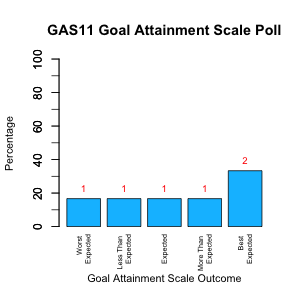 GAS11 Goal Attainment Scale Poll
Percentage
100
80
60
40
20
0
1
1
1
1
2
Worst
Expected
Less Than
Expected
Expected
More Than
Expected
Best
Expected
Goal Attainment Scale Outcome